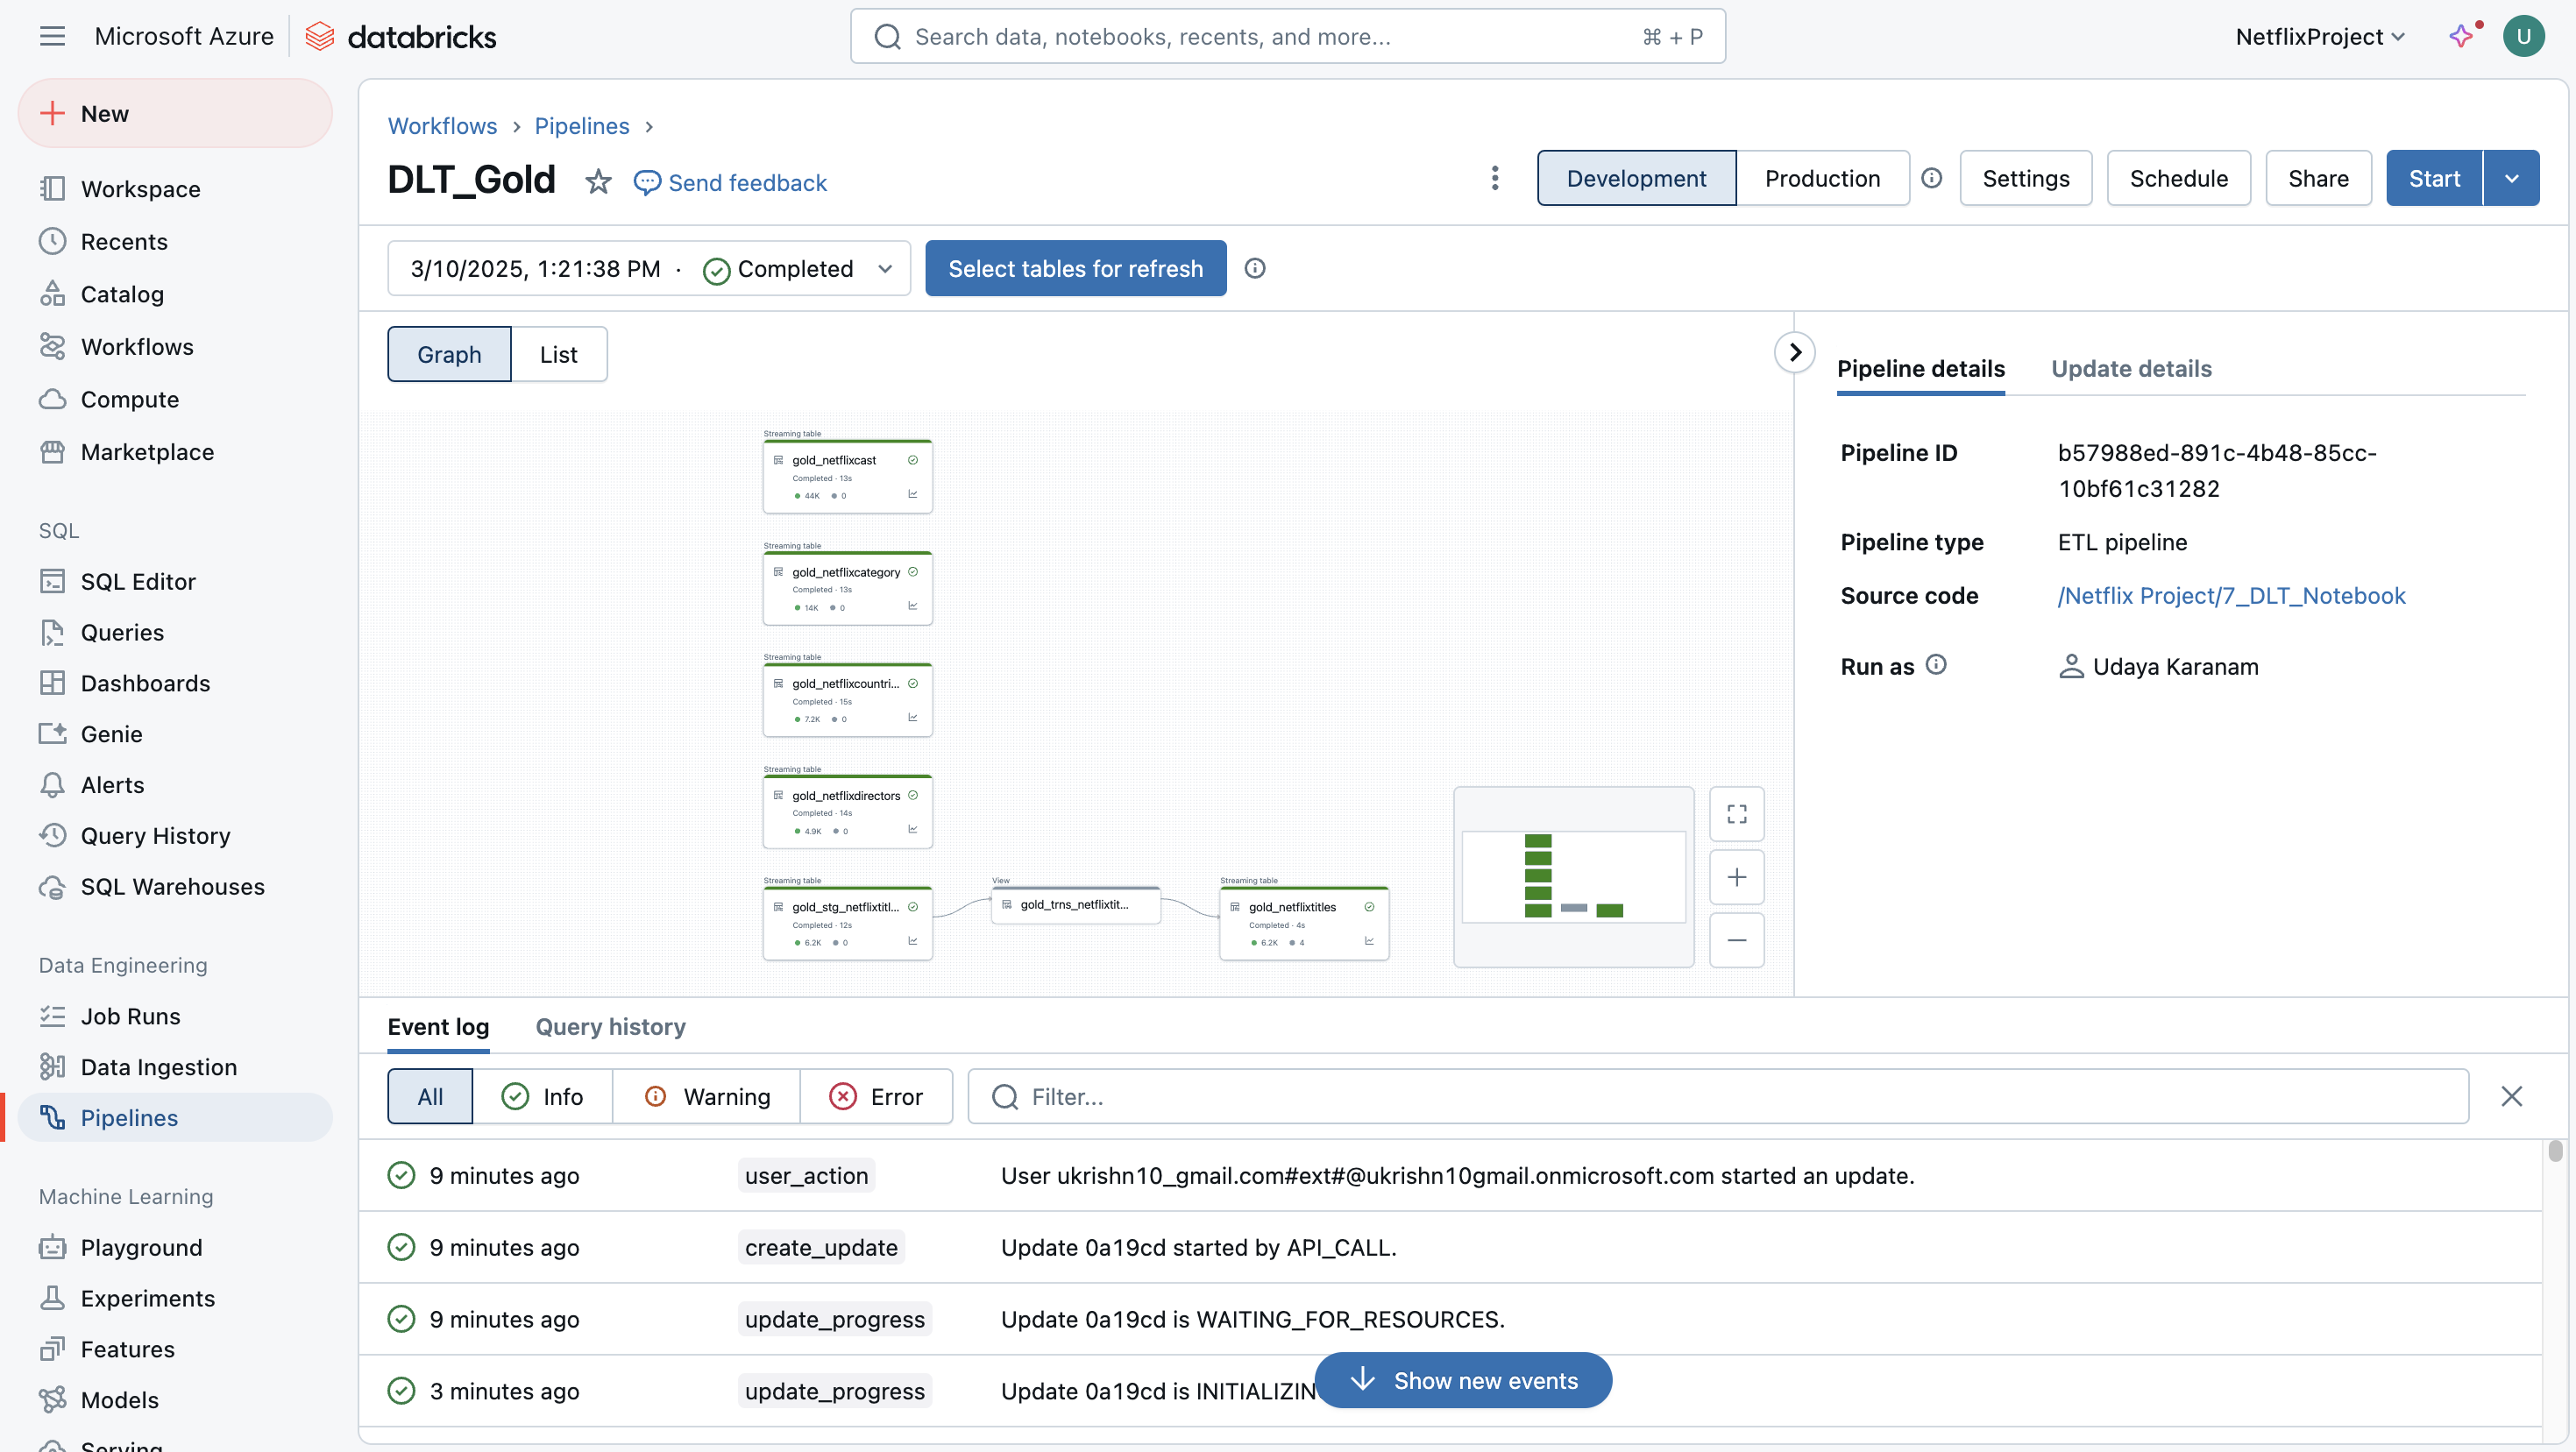 Microsoft Azure
databricks
Search data, notebooks, recents, and more...
⌘ + P
NetflixProject
U
New
Workspace
Recents
Catalog
Workflows
Compute
Marketplace
SQL
SQL Editor
Queries
Dashboards
Genie
Alerts
Query History
SQL Warehouses
Data Engineering
Job Runs
Data Ingestion
Pipelines
Machine Learning
Playground
Experiments
Features
Models
Serving
Workflows > Pipelines >
DLT_Gold
Send feedback
Development
Production
Settings
Schedule
Share
Start
3/10/2025, 1:21:38 PM · Completed
Select tables for refresh
Graph
List
Streaming table
gold_netflixcast
Completed · 13s
44K 0
Streaming table
gold_netflixcategory
Completed · 13s
14K 0
Streaming table
gold_netflixcountri...
Completed · 15s
7.2K 0
Streaming table
gold_netflixdirectors
Completed · 14s
4.9K 0
Streaming table
gold_stg_netflixtitl...
Completed · 12s
6.2K 0
View
gold_trns_netflixtit...
Streaming table
gold_netflixtitles
Completed · 4s
6.2K 4
Pipeline details
Update details
Pipeline ID
b57988ed-891c-4b48-85cc-
10bf61c31282
Pipeline type
ETL pipeline
Source code
/Netflix Project/7_DLT_Notebook
Run as
Udaya Karanam
Event log
Query history
All
Info
Warning
Error
Filter...
9 minutes ago user_action User ukrishn10_gmail.com#ext#@ukrishn10gmail.onmicrosoft.com started an update.
9 minutes ago create_update Update 0a19cd started by API_CALL.
9 minutes ago update_progress Update 0a19cd is WAITING_FOR_RESOURCES.
3 minutes ago update_progress Update 0a19cd is INITIALIZIN
Show new events